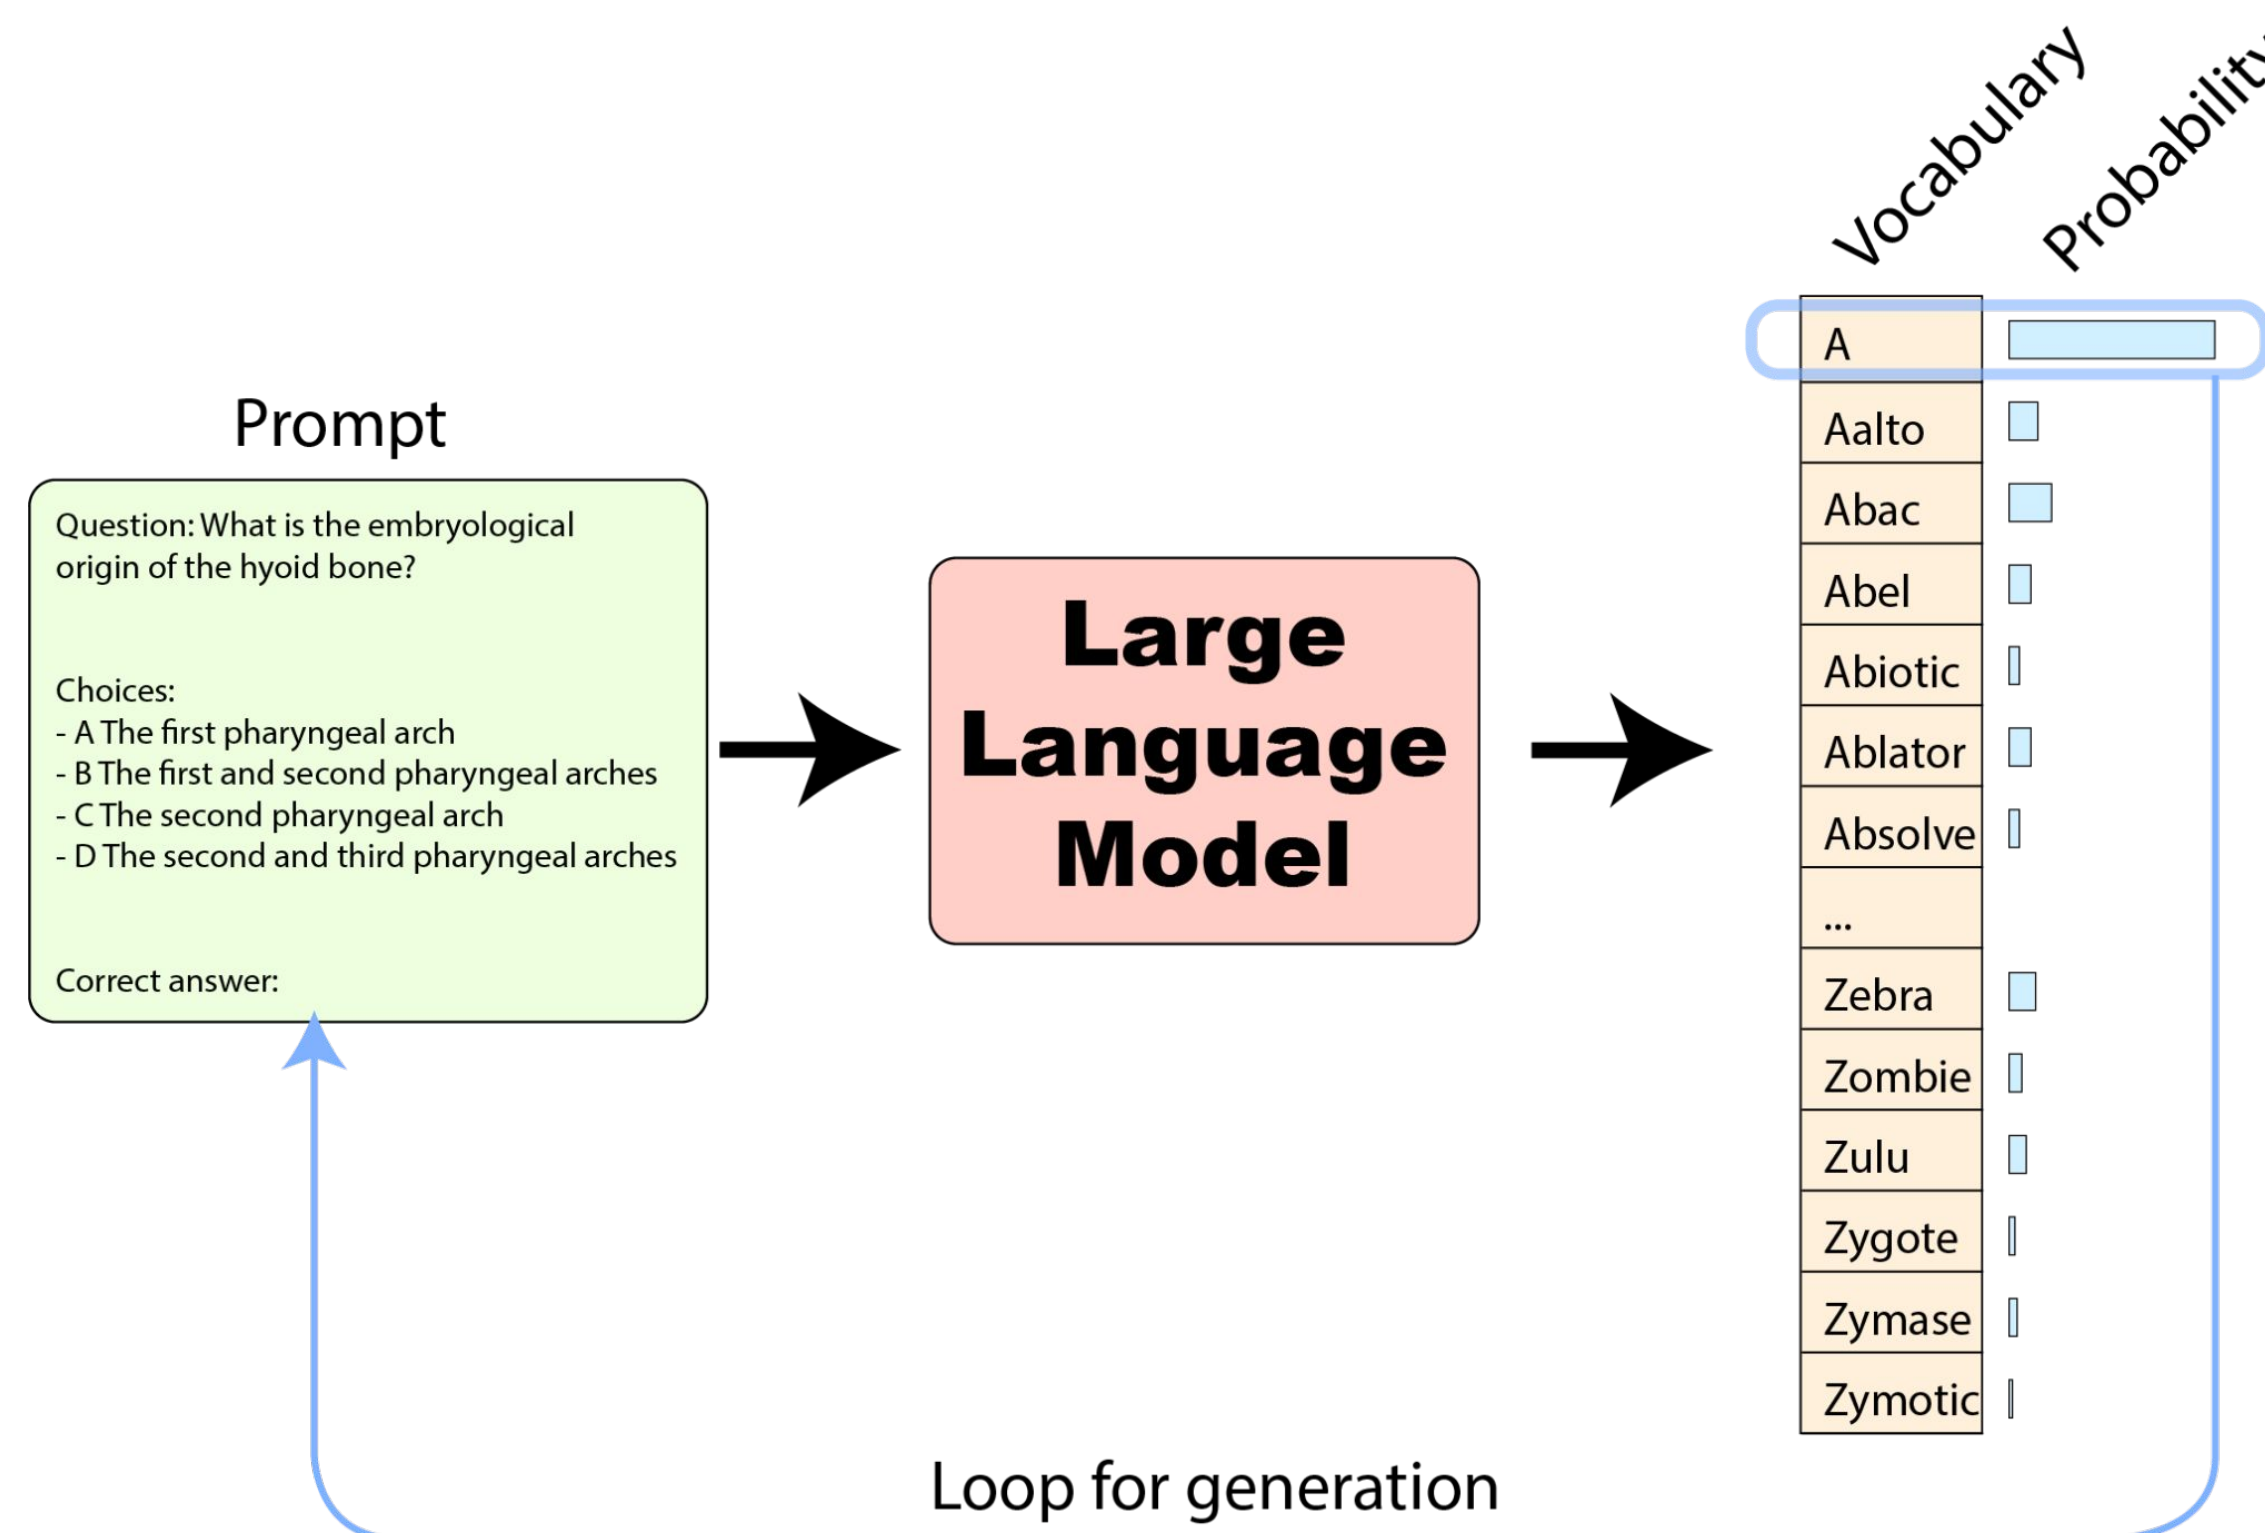 Vocabulary
Probability
Prompt
Question: What is the embryological
origin of the hyoid bone?
Choices:
- A The first pharyngeal arch
- B The first and second pharyngeal arches
- C The second pharyngeal arch
- D The second and third pharyngeal arches
Correct answer:
Large
Language
Model
A
Aalto
Abac
Abel
Abiotic
Ablator
Absolve
...
Zebra
Zombie
Zulu
Zygote
Zymase
Zymotic
Loop for generation